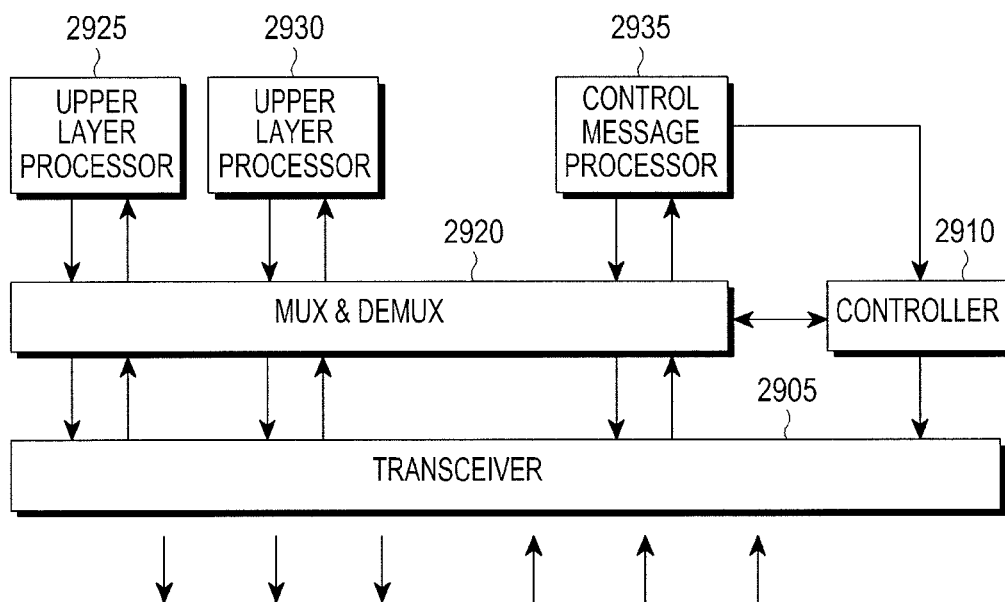 2925
2930
2935
UPPER
LAYER
PROCESSOR
UPPER
LAYER
PROCESSOR
CONTROL
MESSAGE
PROCESSOR
2920
2910
MUX & DEMUX
CONTROLLER
2905
TRANSCEIVER